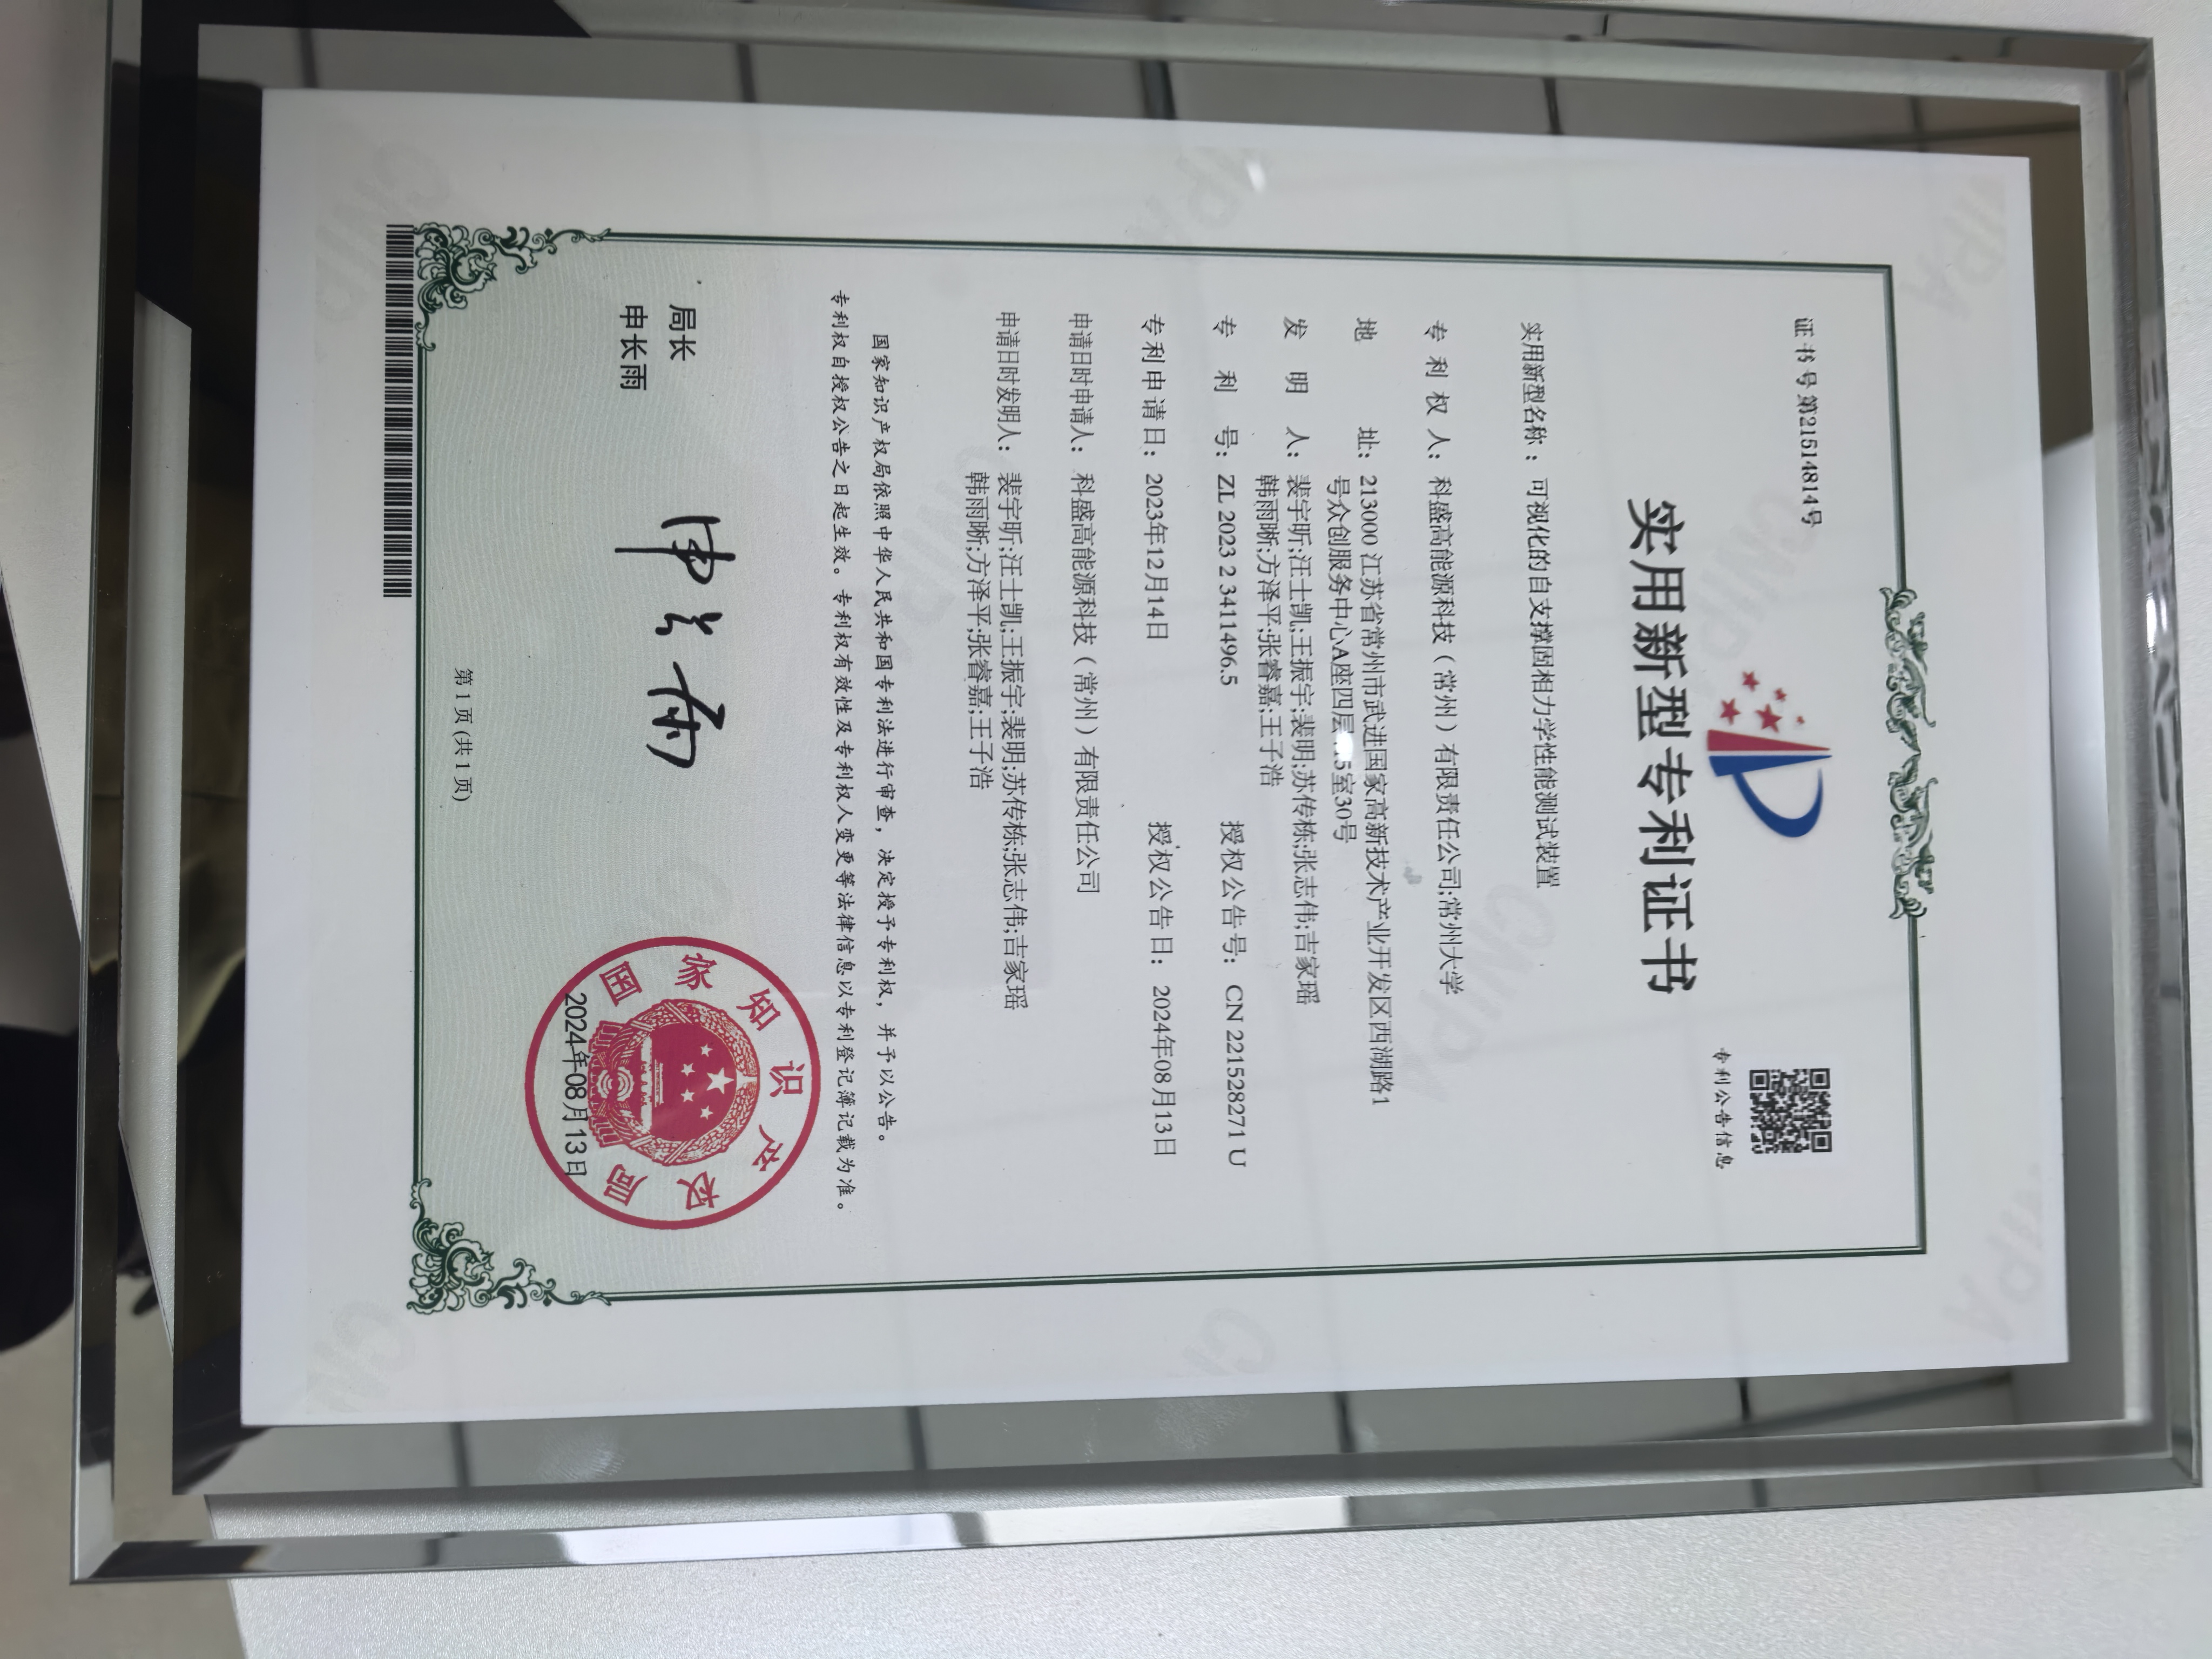 证书号第21514814号
专利公告信息
实用新型专利证书
实用新型名称：可视化的自支撑固相力学性能测试装置
专利权人：科盛高能源科技（常州）有限责任公司;常州大学
地址：213000 江苏省常州市武进国家高新技术产业开发区西湖路1
号众创服务中心A座四层 5室30号
发明人：裴宇昕;汪士凯;王振宇;裴明;苏传栋;张志伟;吉家瑶
韩雨晰;方泽平;张睿嘉;王子浩
专利号：ZL 2023 2 3411496.5 授权公告号：CN 221528271 U
专利申请日：2023年12月14日 授权公告日：2024年08月13日
申请日时申请人：科盛高能源科技（常州）有限责任公司
申请日时发明人：裴宇昕;汪士凯;王振宇;裴明;苏传栋;张志伟;吉家瑶
韩雨晰;方泽平;张睿嘉;王子浩
国家知识产权局依照中华人民共和国专利法进行审查，决定授予专利权，并予以公告。
专利权自授权公告之日起生效。专利权有效性及专利权人变更等法律信息以专利登记簿记载为准。
局长
申长雨
申长雨
国家知识产权局
2024年08月13日
第 1 页 (共 1 页)
CNIPA